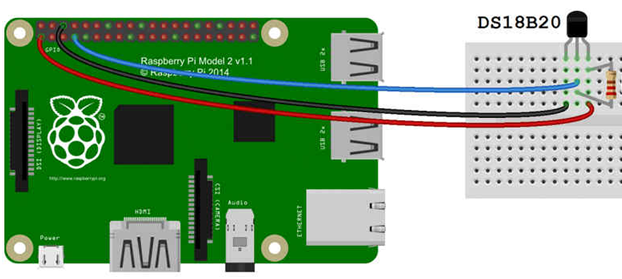 DS18B20
GPIO
Raspberry Pi Model 2 v1.1
© Raspberry Pi 2014
USB 2x
DSI (DISPLAY)
TM
http://www.raspberrypi.org
USB 2x
CSI (CAMERA)
Audio
ETHERNET
HDMI
Power